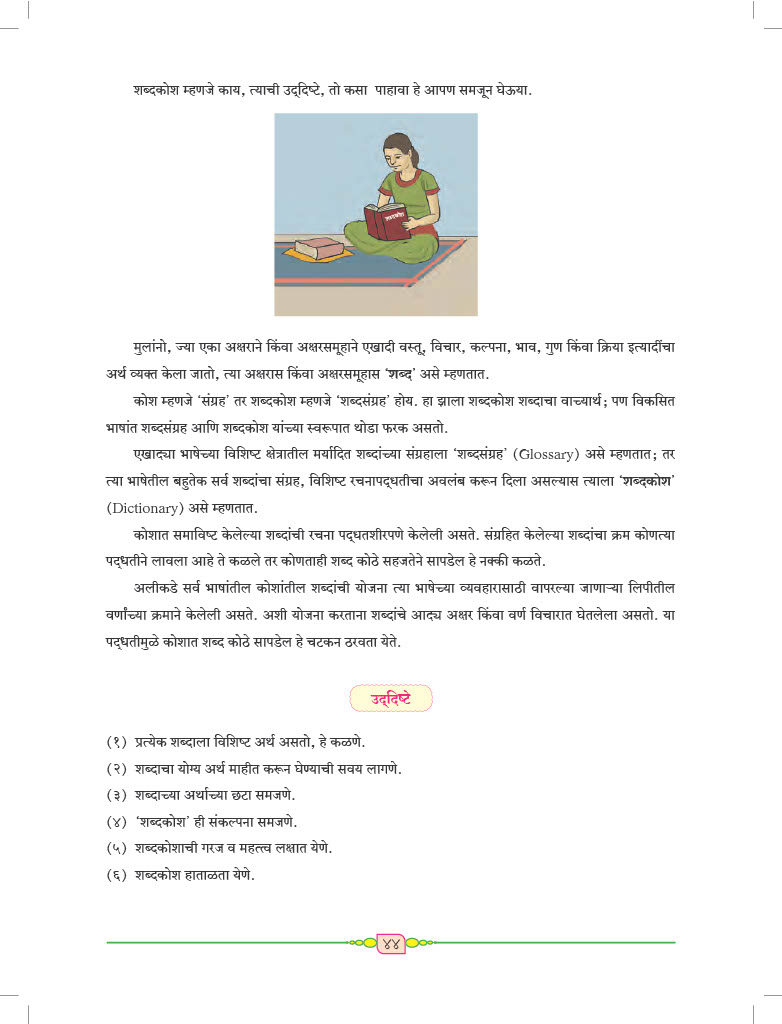 शब्दकोश म्हणजे काय, त्याची उद्‌दिष्टे, तो कसा पाहावा हे आपण समजून घेऊया.
शब्दकोश
मुलांनो, ज्या एका अक्षराने किंवा अक्षरसमूहाने एखादी वस्तू, विचार, कल्पना, भाव, गुण किंवा क्रिया इत्यादींचा
अर्थ व्यक्त केला जातो, त्या अक्षरास किंवा अक्षरसमूहास ‘शब्द’ असे म्हणतात.
कोश म्हणजे ‘संग्रह’ तर शब्दकोश म्हणजे ‘शब्दसंग्रह’ होय. हा झाला शब्दकोश शब्दाचा वाच्यार्थ; पण विकसित
भाषांत शब्दसंग्रह आणि शब्दकोश यांच्या स्वरूपात थोडा फरक असतो.
एखाद्या भाषेच्या विशिष्ट क्षेत्रातील मर्यादित शब्दांच्या संग्रहाला ‘शब्दसंग्रह’ (Glossary) असे म्हणतात; तर
त्या भाषेतील बहुतेक सर्व शब्दांचा संग्रह, विशिष्ट रचनापद्धतीचा अवलंब करून दिला असल्यास त्याला ‘शब्दकोश’
(Dictionary) असे म्हणतात.
कोशात समाविष्ट केलेल्या शब्दांची रचना पद्धतशीरपणे केलेली असते. संग्रहित केलेल्या शब्दांचा क्रम कोणत्या
पद्धतीने लावला आहे ते कळले तर कोणताही शब्द कोठे सहजतेने सापडेल हे नक्की कळते.
अलीकडे सर्व भाषांतील कोशांतील शब्दांची योजना त्या भाषेच्या व्यवहारासाठी वापरल्या जाणाऱ्या लिपीतील
वर्णांच्या क्रमाने केलेली असते. अशी योजना करताना शब्दांचे आद्य अक्षर किंवा वर्ण विचारात घेतलेला असतो. या
पद्धतीमुळे कोशात शब्द कोठे सापडेल हे चटकन ठरवता येते.
उद्‌दिष्टे
(१) प्रत्येक शब्दाला विशिष्ट अर्थ असतो, हे कळणे.
(२) शब्दाचा योग्य अर्थ माहीत करून घेण्याची सवय लागणे.
(३) शब्दाच्या अर्थाच्या छटा समजणे.
(४) ‘शब्दकोश’ ही संकल्पना समजणे.
(५) शब्दकोशाची गरज व महत्त्व लक्षात येणे.
(६) शब्दकोश हाताळता येणे.
४४